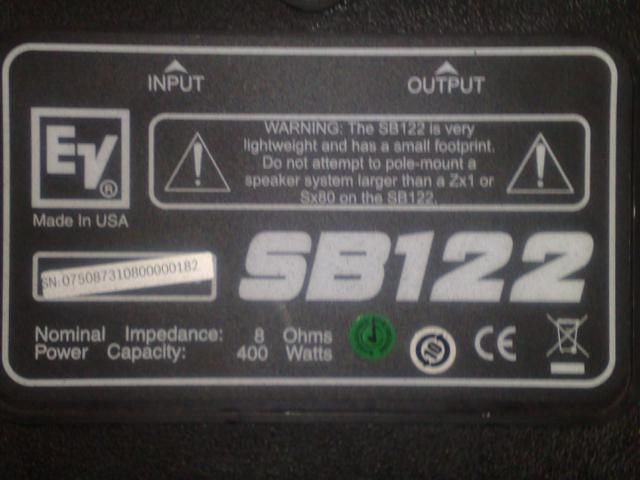 INPUT OUTPUT
EV®
WARNING: The SB122 is very
lightweight and has a small footprint.
Do not attempt to pole-mount a
speaker system larger than a Zx1 or
Sx80 on the SB122.
Made In USA
SN:075087310800000182
SB122
Nominal Impedance: 8 Ohms
Power Capacity: 400 Watts
10
CE